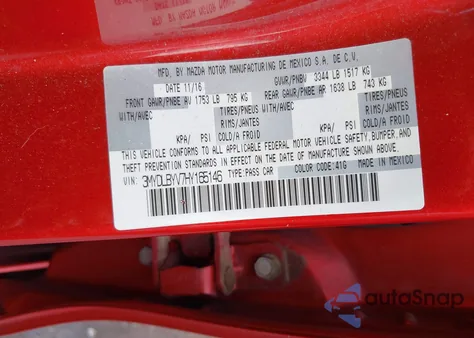 MFD. BY MAZDA MOTOR MANUFACTURING DE MEXICO S.A. DE C.V.
DATE 11/16 GVWR/PNBV 3344 LB 1517 KG
FRONT GAWR/PNBE AV 1753 LB 795 KG REAR GAWR/PNBE AR 1638 LB 743 KG
WITH/AVEC TIRES/PNEUS WITH/AVEC TIRES/PNEUS
RIMS/JANTES RIMS/JANTES
KPA/ PSI COLD/A FROID KPA/ PSI COLD/A FROID
THIS VEHICLE CONFORMS TO ALL APPLICABLE FEDERAL MOTOR VEHICLE SAFETY, BUMPER, AND
THEFT PREVENTION STANDARDS IN EFFECT ON THE DATE OF MANUFACTURE SHOWN ABOVE.
VIN: 3MYDLBYV7HY185146 TYPE: PASS CAR COLOR CODE: 41G MADE IN MEXICO
autoSnap